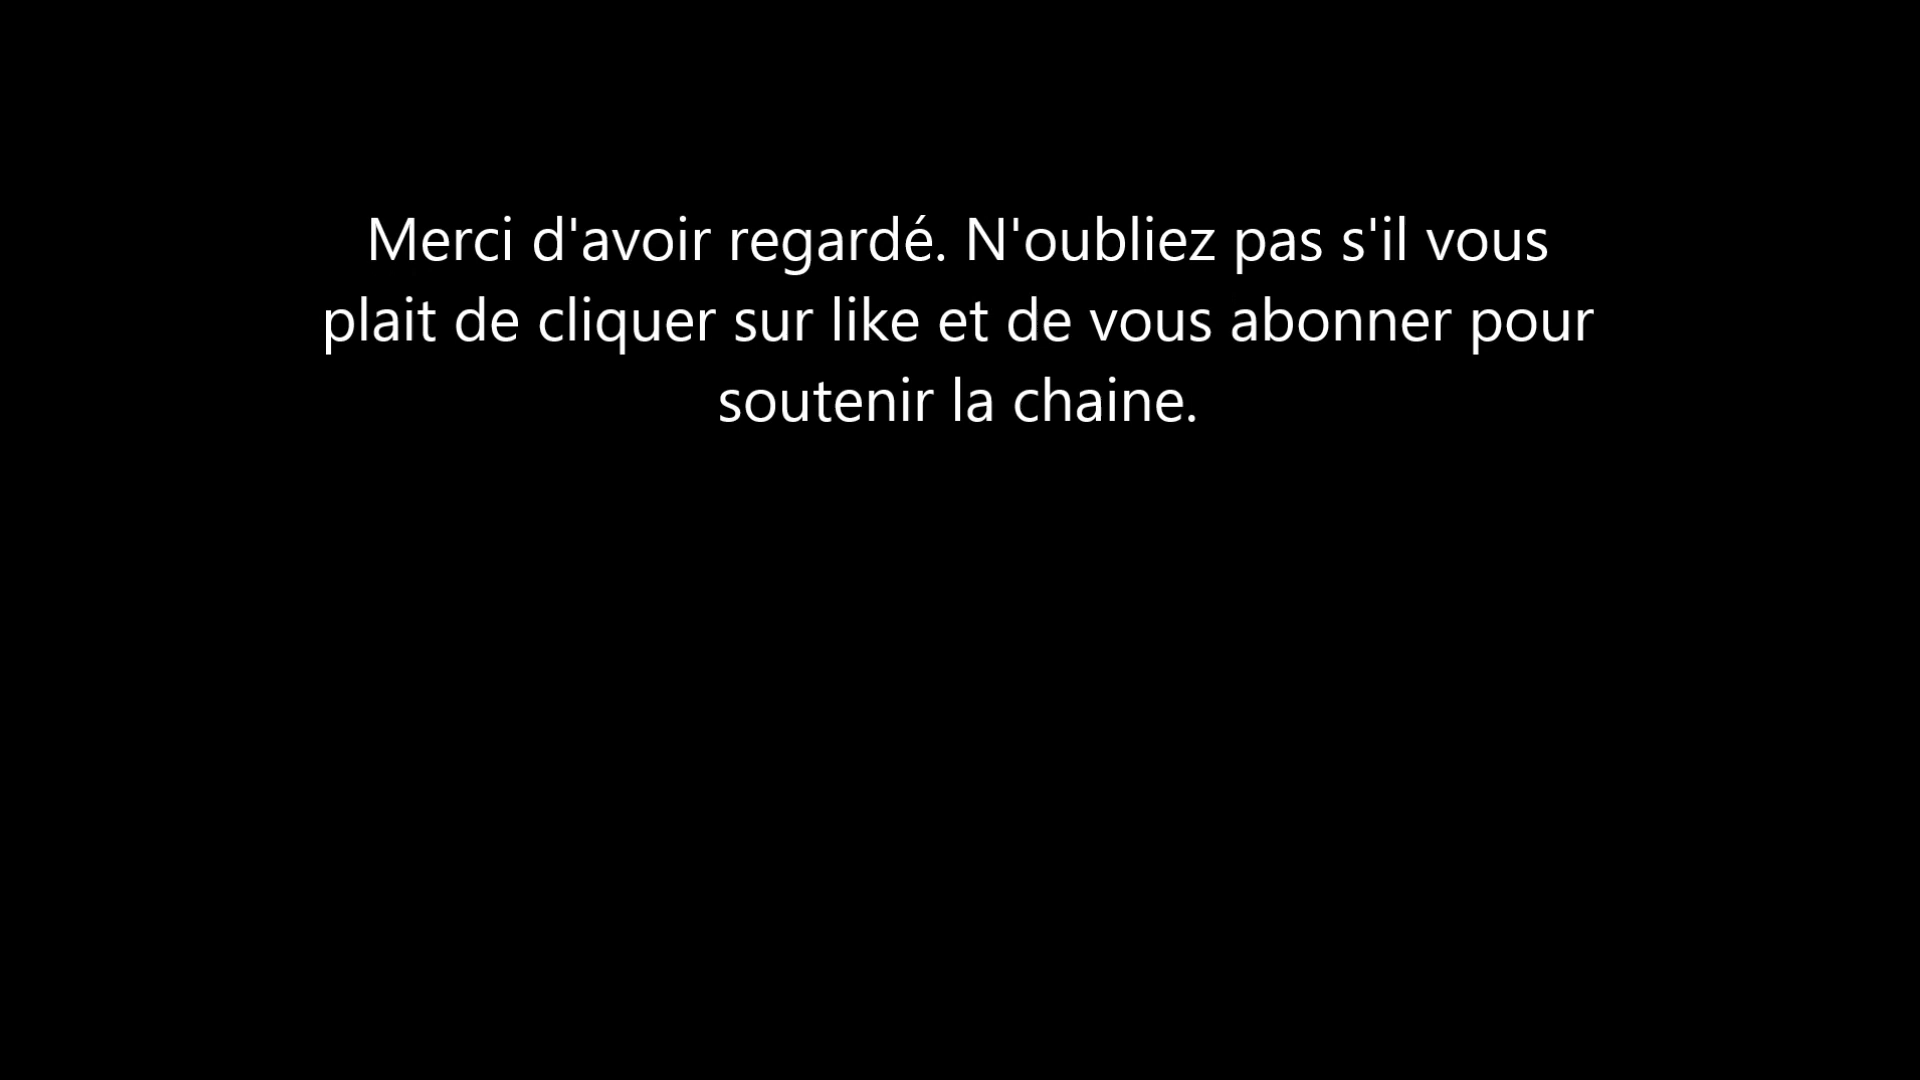 Merci d'avoir regardé. N'oubliez pas s'il vous
plait de cliquer sur like et de vous abonner pour
soutenir la chaine.